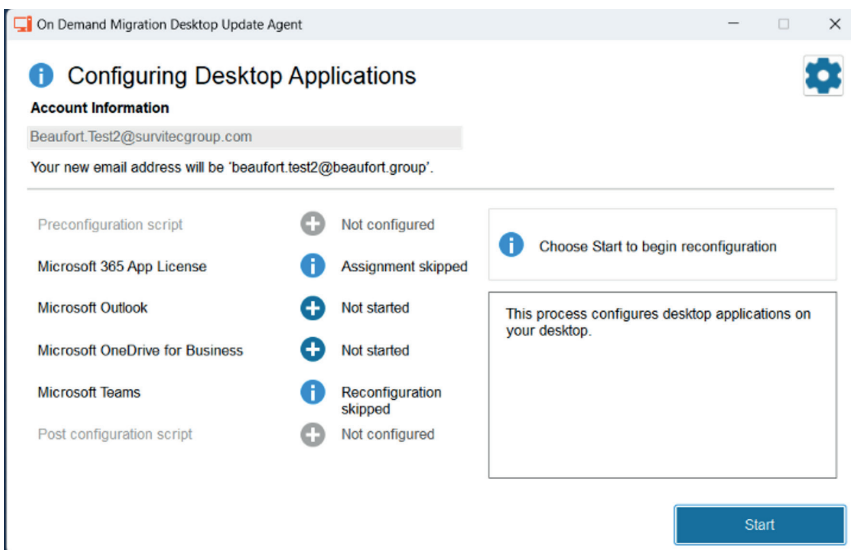 On Demand Migration Desktop Update Agent
Configuring Desktop Applications
Account Information
Beaufort.Test2@survitecgroup.com
Your new email address will be 'beaufort.test2@beaufort.group'.
Preconfiguration script Not configured
Microsoft 365 App License Assignment skipped
Microsoft Outlook Not started
Microsoft OneDrive for Business Not started
Microsoft Teams Reconfiguration
skipped
Post configuration script Not configured
Choose Start to begin reconfiguration
This process configures desktop applications on
your desktop.
Start